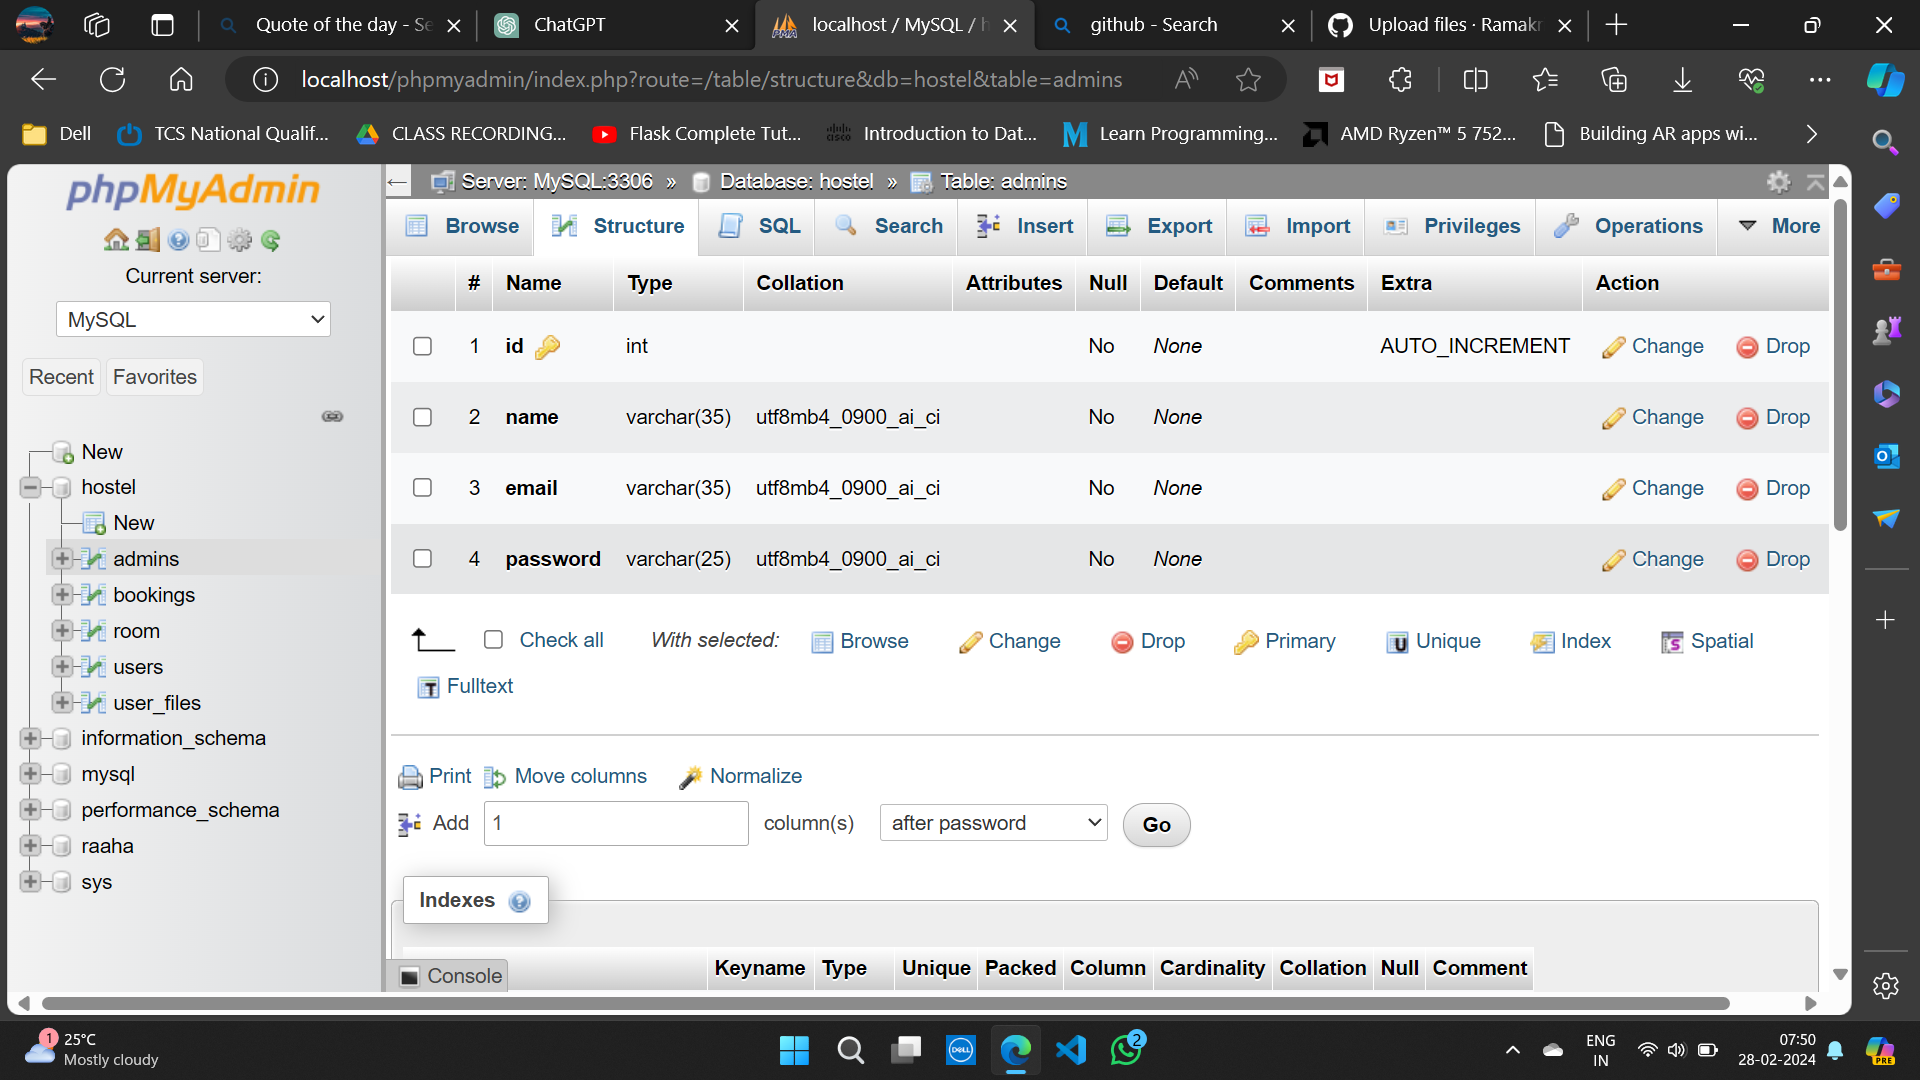 Quote of the day - Se
ChatGPT
localhost / MySQL / h
github - Search
Upload files · Ramakr
localhost/phpmyadmin/index.php?route=/table/structure&db=hostel&table=admins
Dell
TCS National Qualif...
CLASS RECORDING...
Flask Complete Tut...
Introduction to Dat...
Learn Programming...
AMD Ryzen™ 5 752...
Building AR apps wi...
phpMyAdmin
Current server:
MySQL
Recent
Favorites
New
hostel
New
admins
bookings
room
users
user_files
information_schema
mysql
performance_schema
raaha
sys
Server: MySQL:3306 » Database: hostel » Table: admins
Browse Structure SQL Search Insert Export Import Privileges Operations More
# Name Type Collation Attributes Null Default Comments Extra Action
1 id int No None AUTO_INCREMENT Change Drop
2 name varchar(35) utf8mb4_0900_ai_ci No None Change Drop
3 email varchar(35) utf8mb4_0900_ai_ci No None Change Drop
4 password varchar(25) utf8mb4_0900_ai_ci No None Change Drop
Check all With selected: Browse Change Drop Primary Unique Index Spatial
Fulltext
Print Move columns Normalize
Add 1 column(s) after password Go
Indexes
Keyname Type Unique Packed Column Cardinality Collation Null Comment
Console
1
25°C
Mostly cloudy
DELL
2
ENG
IN
07:50
28-02-2024
PRE